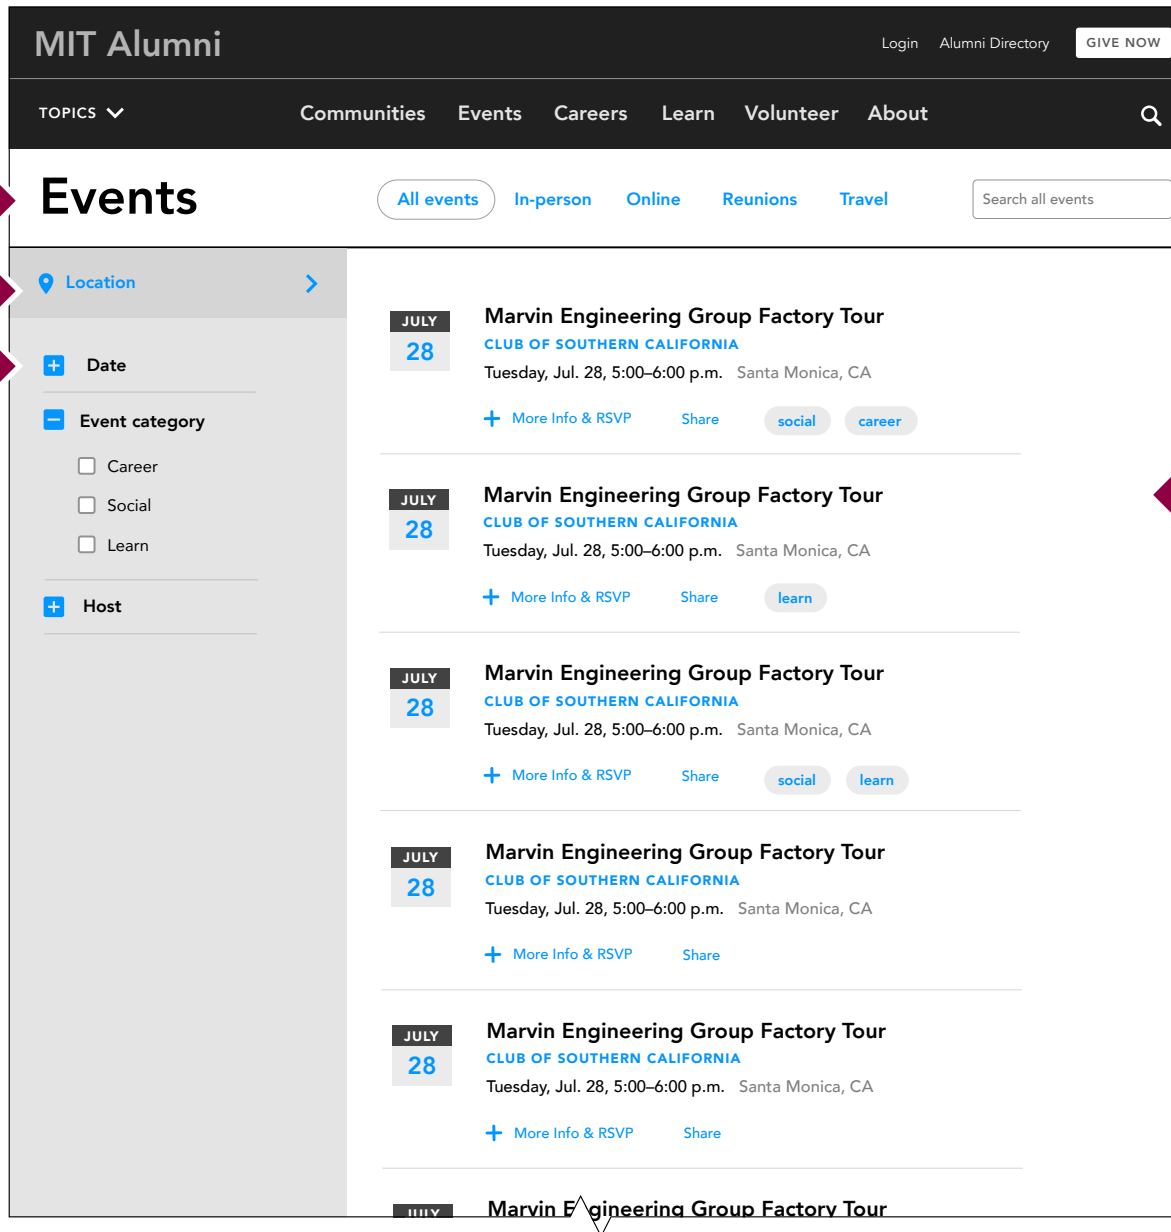 MIT Alumni
Login Alumni Directory GIVE NOW
TOPICS Communities Events Careers Learn Volunteer About
Events
All events In-person Online Reunions Travel
Search all events
Location
Date
Event category
Career
Social
Learn
Host
JULY
28
Marvin Engineering Group Factory Tour
CLUB OF SOUTHERN CALIFORNIA
Tuesday, Jul. 28, 5:00–6:00 p.m. Santa Monica, CA
More Info & RSVP Share social career
JULY
28
Marvin Engineering Group Factory Tour
CLUB OF SOUTHERN CALIFORNIA
Tuesday, Jul. 28, 5:00–6:00 p.m. Santa Monica, CA
More Info & RSVP Share learn
JULY
28
Marvin Engineering Group Factory Tour
CLUB OF SOUTHERN CALIFORNIA
Tuesday, Jul. 28, 5:00–6:00 p.m. Santa Monica, CA
More Info & RSVP Share social learn
JULY
28
Marvin Engineering Group Factory Tour
CLUB OF SOUTHERN CALIFORNIA
Tuesday, Jul. 28, 5:00–6:00 p.m. Santa Monica, CA
More Info & RSVP Share
JULY
28
Marvin Engineering Group Factory Tour
CLUB OF SOUTHERN CALIFORNIA
Tuesday, Jul. 28, 5:00–6:00 p.m. Santa Monica, CA
More Info & RSVP Share
JULY
Marvin Engineering Group Factory Tour